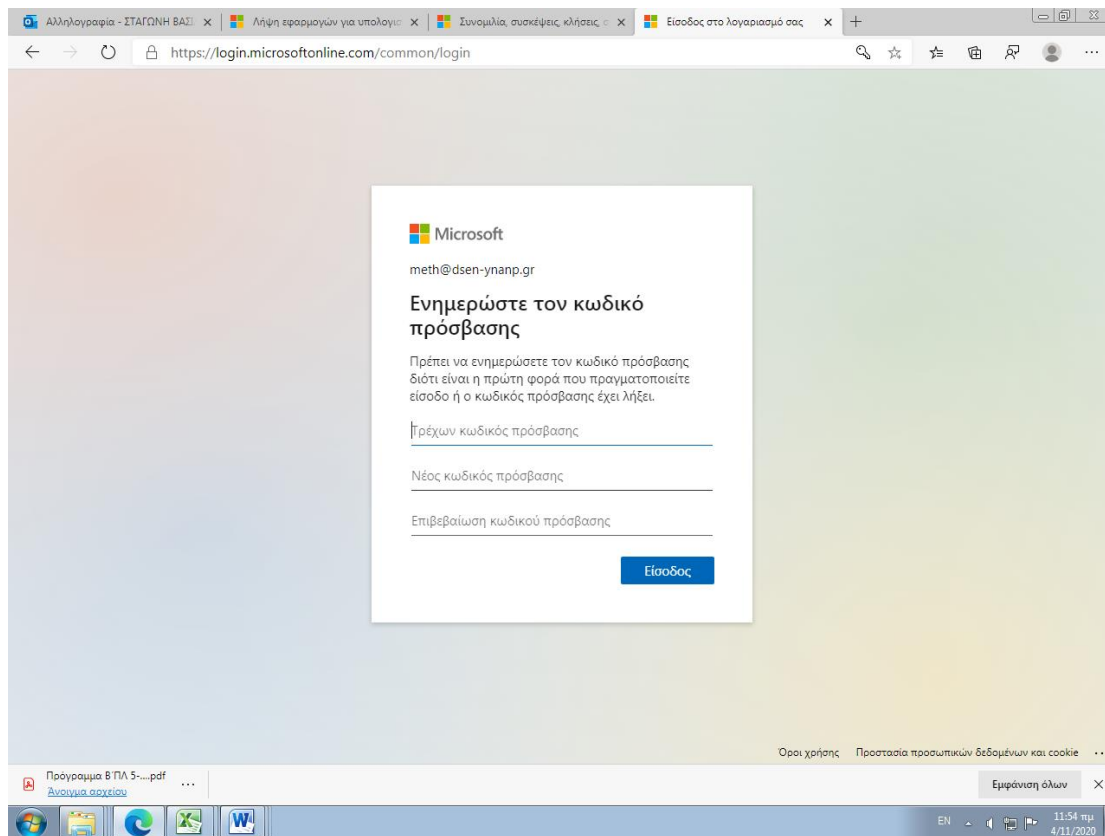 Αλληλογραφία - ΣΤΑΓΩΝΗ ΒΑΣΙ
Λήψη εφαρμογών για υπολογισ
Συνομιλία, συσκέψεις, κλήσεις, σ
Είσοδος στο λογαριασμό σας
https://login.microsoftonline.com/common/login
Microsoft
meth@dsen-ynanp.gr
Ενημερώστε τον κωδικό
πρόσβασης
Πρέπει να ενημερώσετε τον κωδικό πρόσβασης
διότι είναι η πρώτη φορά που πραγματοποιείτε
είσοδο ή ο κωδικός πρόσβασης έχει λήξει.
Τρέχων κωδικός πρόσβασης
Νέος κωδικός πρόσβασης
Επιβεβαίωση κωδικού πρόσβασης
Είσοδος
Όροι χρήσης Προστασία προσωπικών δεδομένων και cookie
Πρόγραμμα Β'ΠΛ 5-....pdf
Άνοιγμα αρχείου
Εμφάνιση όλων
EN
11:54 πμ
4/11/2020